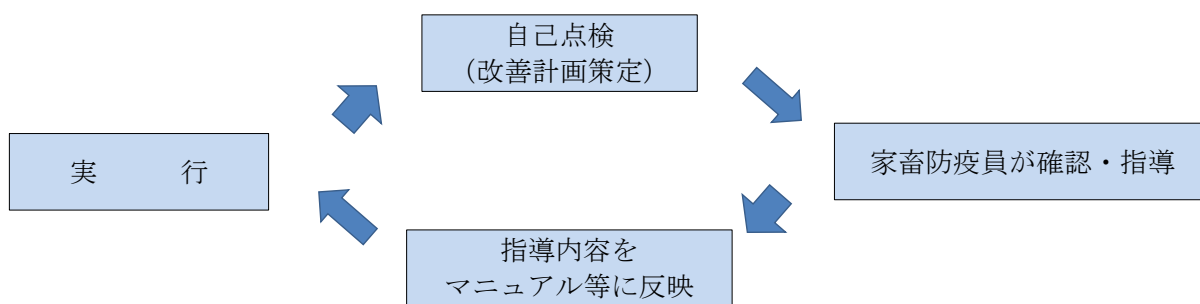 自己点検
（改善計画策定）
家畜防疫員が確認・指導
指導内容を
マニュアル等に反映
実　　　行